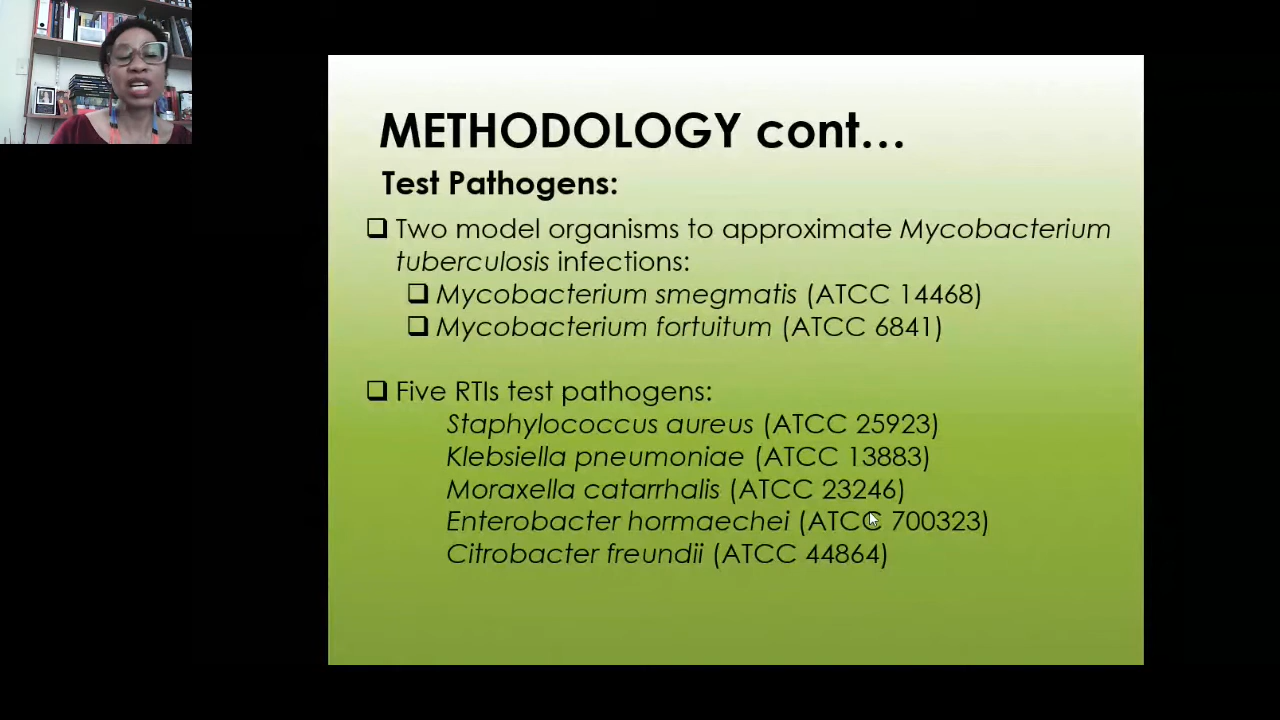 METHODOLOGY cont...
Test Pathogens:
Two model organisms to approximate Mycobacterium
tuberculosis infections:
Mycobacterium smegmatis (ATCC 14468)
Mycobacterium fortuitum (ATCC 6841)
Five RTIs test pathogens:
Staphylococcus aureus (ATCC 25923)
Klebsiella pneumoniae (ATCC 13883)
Moraxella catarrhalis (ATCC 23246)
Enterobacter hormaechei (ATCC 700323)
Citrobacter freundii (ATCC 44864)